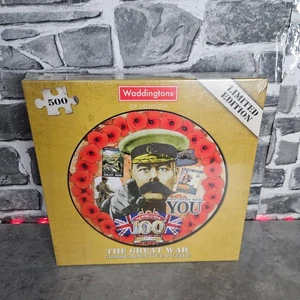 Waddingtons
OF LONDON
500
LIMITED
EDITION
YOU
100
THE GREAT WAR